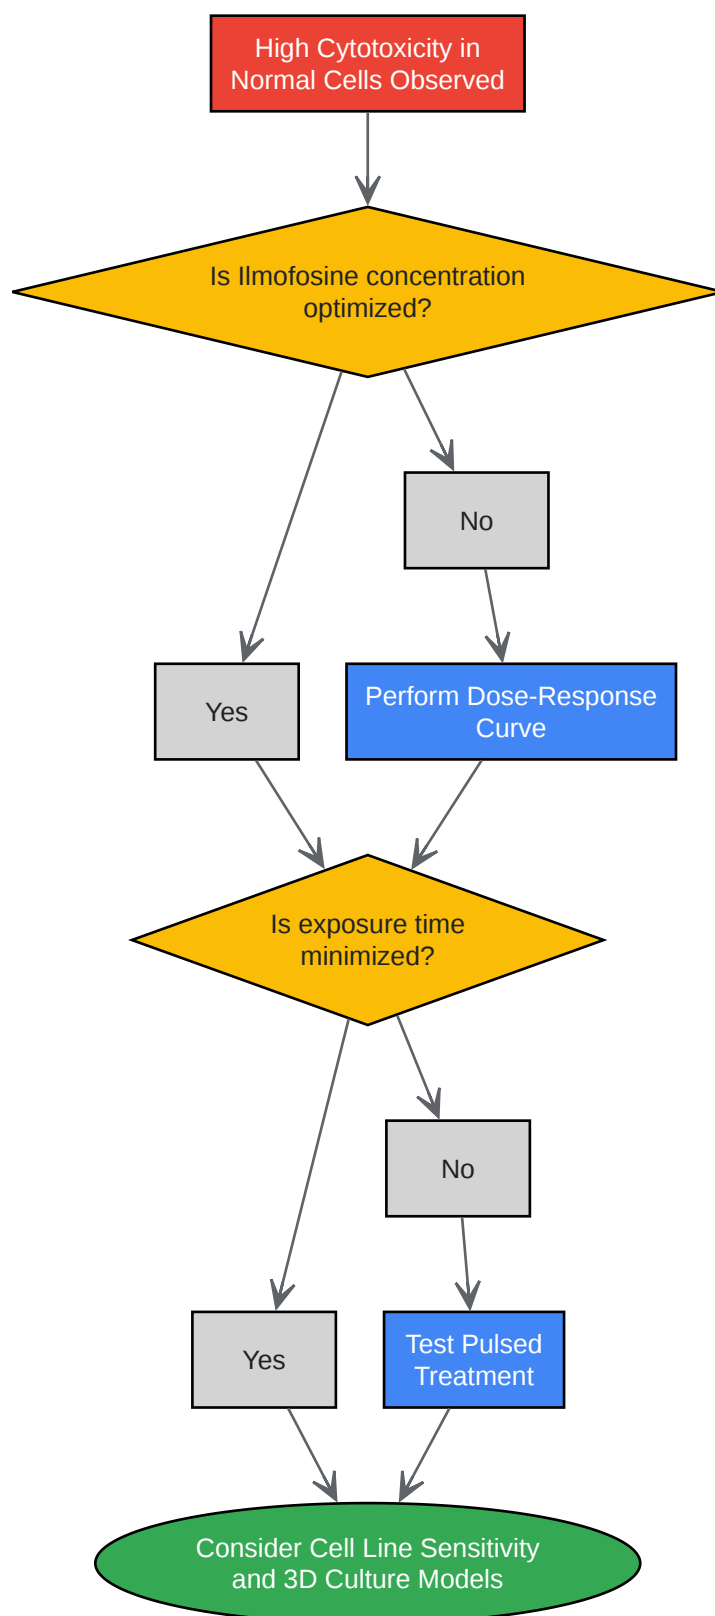 High Cytotoxicity in
Normal Cells Observed
Is Ilmofosine concentration
optimized?
No
Yes
Perform Dose-Response
Curve
Is exposure time
minimized?
No
Yes
Test Pulsed
Treatment
Consider Cell Line Sensitivity
and 3D Culture Models